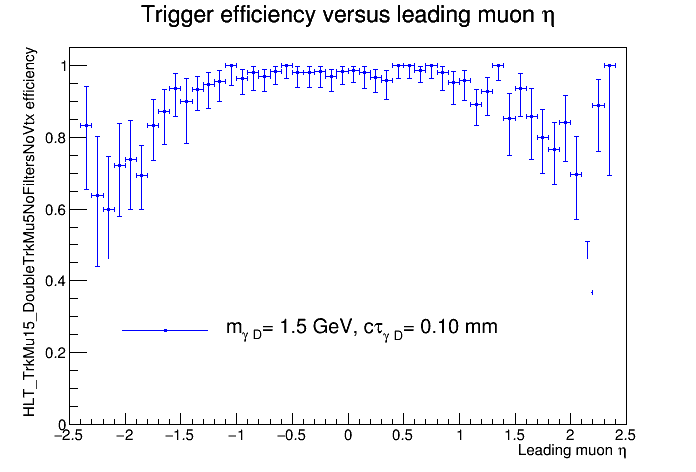 Trigger efficiency versus leading muon η
HLT_TrkMu15_DoubleTrkMu5NoFiltersNoVtx efficiency
1
0.8
0.6
0.4
0.2
0
m_γ D = 1.5 GeV, cτ_γ D = 0.10 mm
−2.5 −2 −1.5 −1 −0.5 0 0.5 1 1.5 2 2.5
Leading muon η